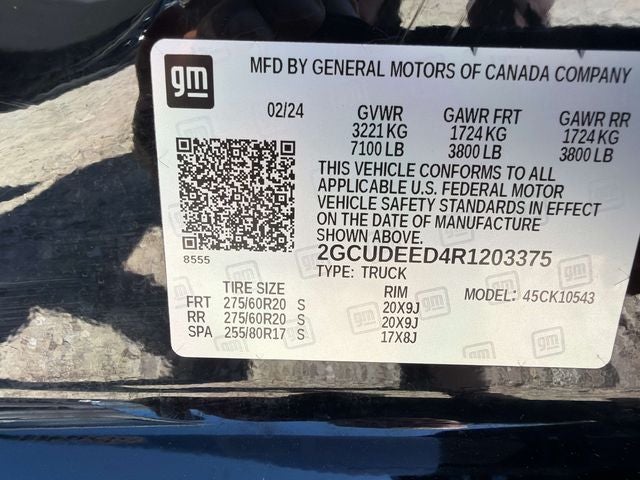 gm
MFD BY GENERAL MOTORS OF CANADA COMPANY
02/24 GVWR GAWR FRT GAWR RR
3221 KG 1724 KG 1724 KG
7100 LB 3800 LB 3800 LB
THIS VEHICLE CONFORMS TO ALL
APPLICABLE U.S. FEDERAL MOTOR
VEHICLE SAFETY STANDARDS IN EFFECT
ON THE DATE OF MANUFACTURE
SHOWN ABOVE.
8555
2GCUDEED4R1203375
TYPE: TRUCK
TIRE SIZE RIM MODEL: 45CK10543
FRT 275/60R20 S 20X9J
RR 275/60R20 S 20X9J
SPA 255/80R17 S 17X8J